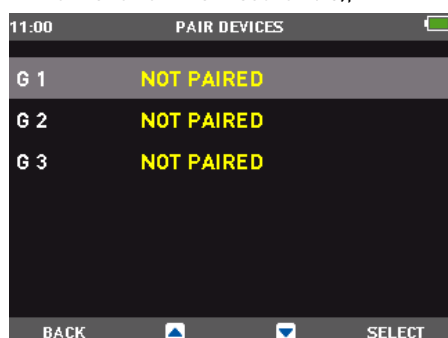 11:00 PAIR DEVICES
G 1 NOT PAIRED
G 2 NOT PAIRED
G 3 NOT PAIRED
BACK SELECT